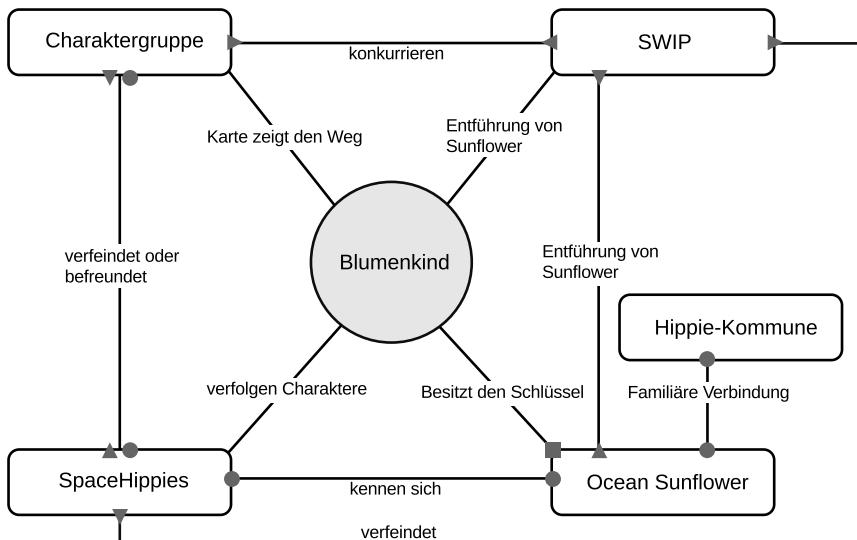 Charaktergruppe
SWIP
konkurrieren
Karte zeigt den Weg
Entführung von
Sunflower
verfeindet oder
befreundet
Blumenkind
Entführung von
Sunflower
Hippie-Kommune
verfolgen Charaktere
Besitzt den Schlüssel
Familiäre Verbindung
SpaceHippies
Ocean Sunflower
kennen sich
verfeindet